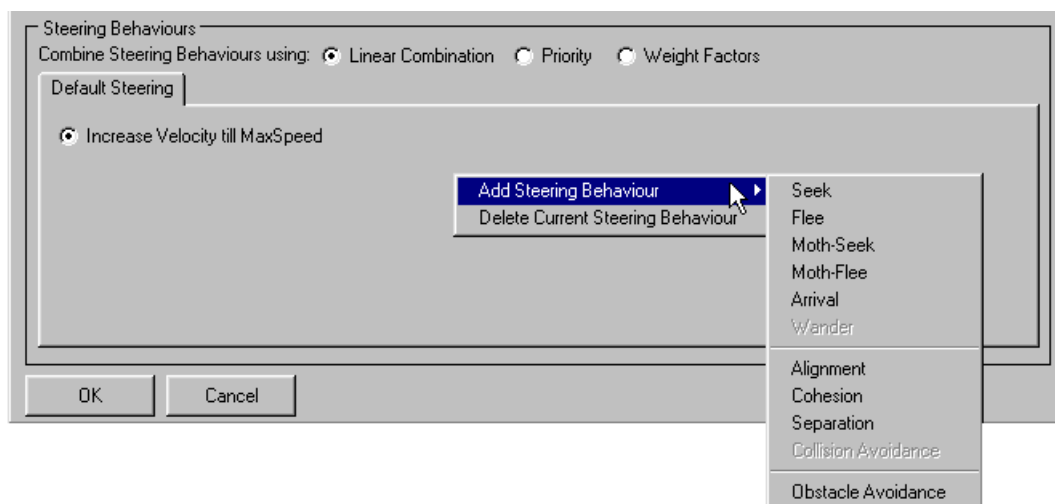 Steering Behaviours
Combine Steering Behaviours using: Linear Combination Priority Weight Factors
Default Steering
Increase Velocity till MaxSpeed
Add Steering Behaviour
Delete Current Steering Behaviour
Seek
Flee
Moth-Seek
Moth-Flee
Arrival
Wander
Alignment
Cohesion
Separation
Collision Avoidance
Obstacle Avoidance
OK Cancel